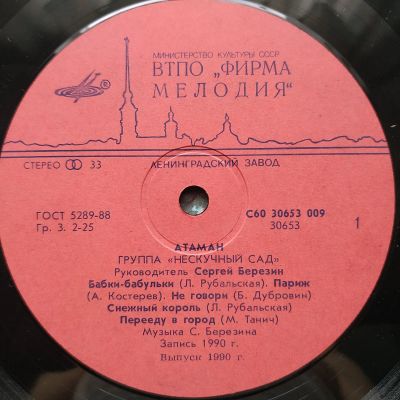 МИНИСТЕРСТВО КУЛЬТУРЫ СССР
ВТПО „ФИРМА
МЕЛОДИЯ“
СТЕРЕО 33 ЛЕНИНГРАДСКИЙ ЗАВОД
ГОСТ 5289-88 С60 30653 009
Гр. 3. 2-25 30653 1
АТАМАН
ГРУППА «НЕСКУЧНЫЙ САД»
Руководитель Сергей Березин
Бабки-бабульки (Л. Рубальская). Париж
(А. Костерев). Не говори (Б. Дубровин)
Снежный король (Л. Рубальская)
Перееду в город (М. Танич)
Музыка С. Березина
Запись 1990 г.
Выпуск 1990 г.